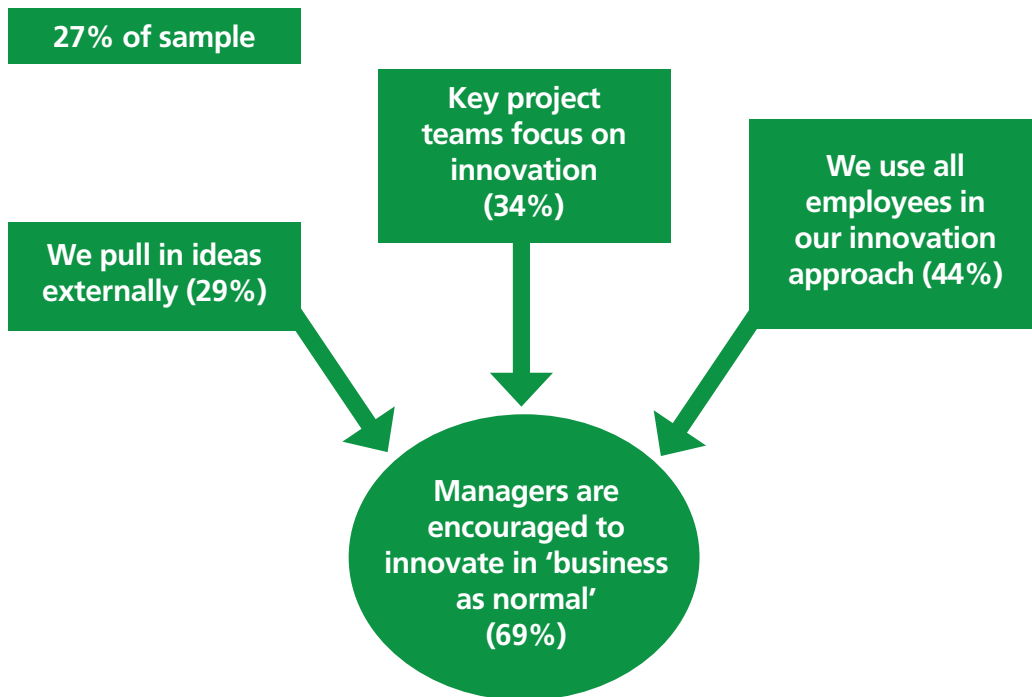 27% of sample
Key project
teams focus on
innovation
(34%)
We use all
employees in
our innovation
approach (44%)
We pull in ideas
externally (29%)
Managers are
encouraged to
innovate in ‘business
as normal’
(69%)